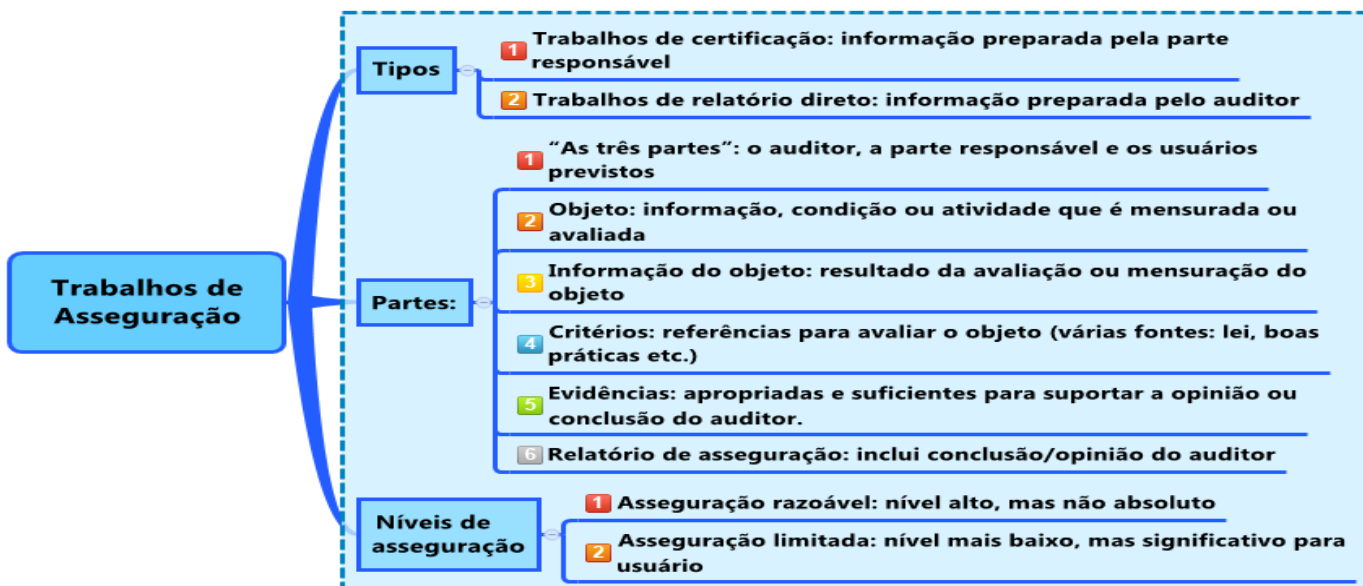 Trabalhos de
Asseguração
Tipos
1 Trabalhos de certificação: informação preparada pela parte
responsável
2 Trabalhos de relatório direto: informação preparada pelo auditor
Partes:
1 “As três partes”: o auditor, a parte responsável e os usuários
previstos
2 Objeto: informação, condição ou atividade que é mensurada ou
avaliada
3 Informação do objeto: resultado da avaliação ou mensuração do
objeto
4 Critérios: referências para avaliar o objeto (várias fontes: lei, boas
práticas etc.)
5 Evidências: apropriadas e suficientes para suportar a opinião ou
conclusão do auditor.
6 Relatório de asseguração: inclui conclusão/opinião do auditor
Níveis de
asseguração
1 Asseguração razoável: nível alto, mas não absoluto
2 Asseguração limitada: nível mais baixo, mas significativo para
usuário